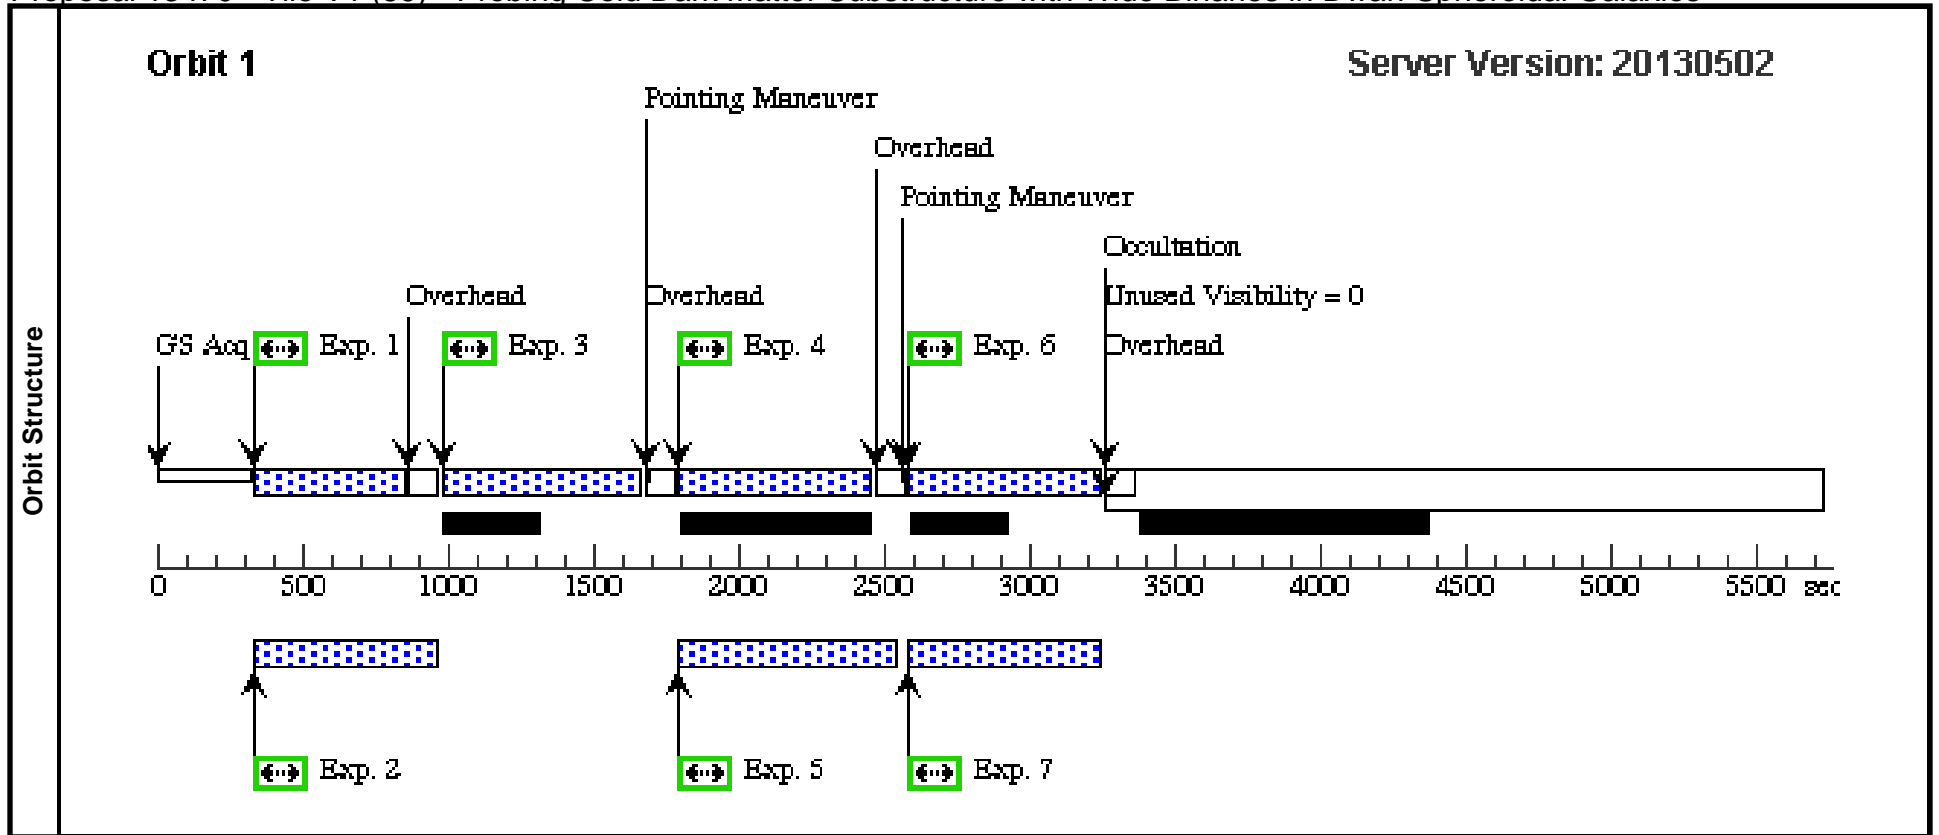 Orbit 1
Server Version: 20130502
Pointing Maneuver
Overhead
Pointing Maneuver
Occultation
Overhead
Overhead
Unused Visibility = 0
GS Acq
Exp. 1
Exp. 3
Exp. 4
Exp. 6
Overhead
Orbit Structure
0 500 1000 1500 2000 2500 3000 3500 4000 4500 5000 5500 sec
Exp. 2
Exp. 5
Exp. 7